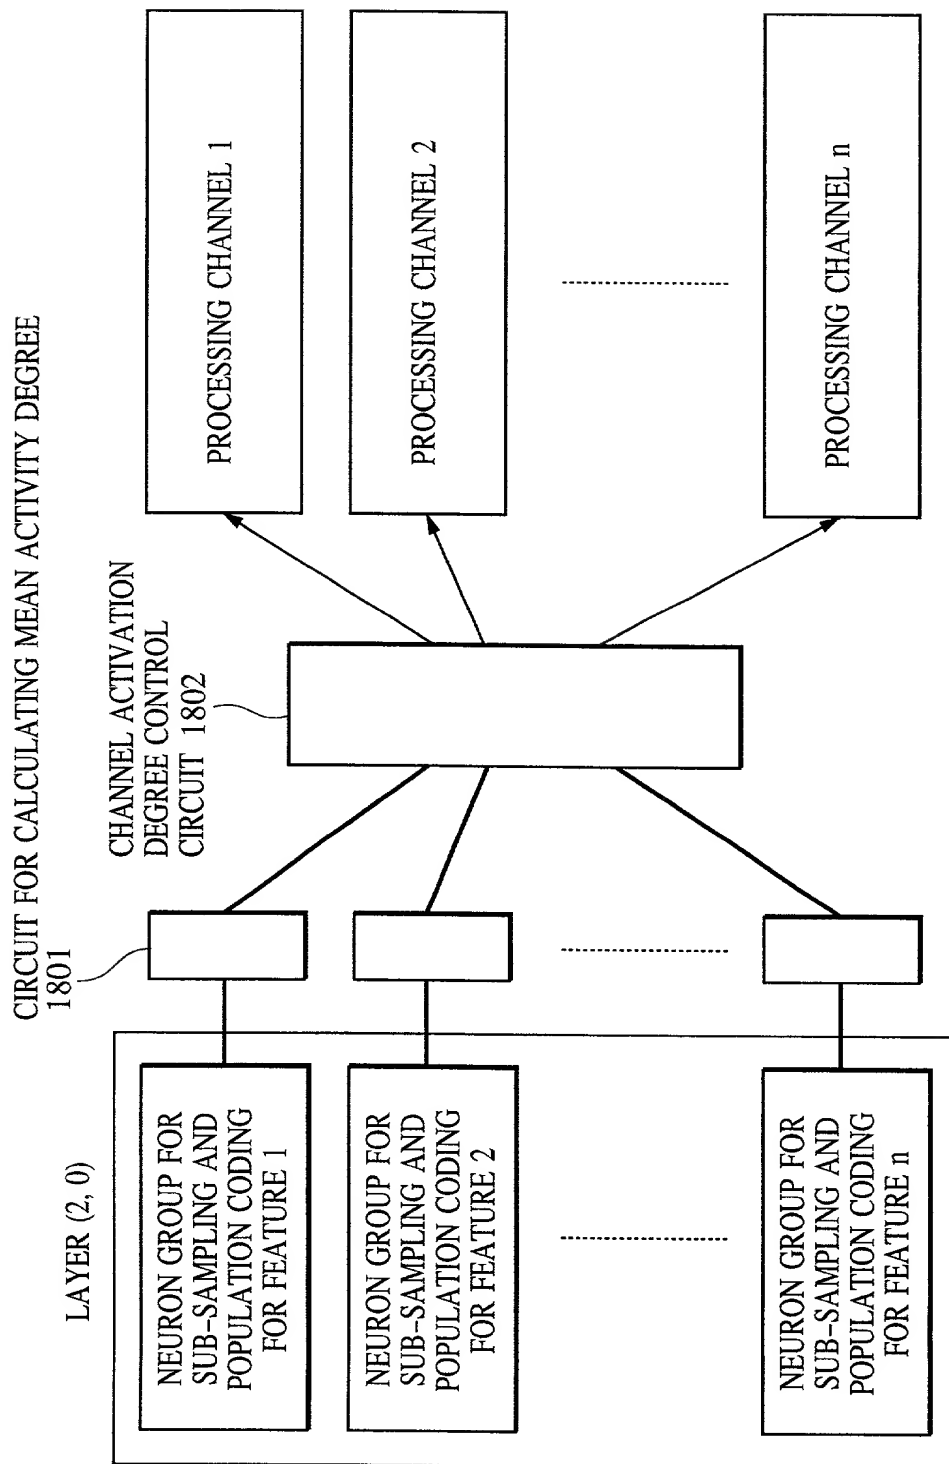 CIRCUIT FOR CALCULATING MEAN ACTIVITY DEGREE
1801
LAYER (2, 0)
CHANNEL ACTIVATION
DEGREE CONTROL
CIRCUIT 1802
NEURON GROUP FOR
SUB-SAMPLING AND
POPULATION CODING
FOR FEATURE 1
PROCESSING CHANNEL 1
NEURON GROUP FOR
SUB-SAMPLING AND
POPULATION CODING
FOR FEATURE 2
PROCESSING CHANNEL 2
NEURON GROUP FOR
SUB-SAMPLING AND
POPULATION CODING
FOR FEATURE n
PROCESSING CHANNEL n